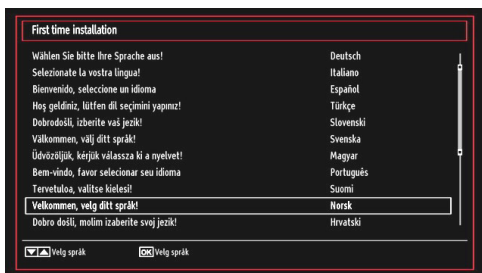 First time installation
Wählen Sie bitte Ihre Sprache aus! Deutsch
Selezionate la vostra lingua! Italiano
Bienvenido, seleccione un idioma Español
Hoş geldiniz, lütfen dil seçimini yapınız! Türkçe
Dobrodošli, izberite vaš jezik! Slovenski
Välkommen, välj ditt språk! Svenska
Üdvözöljük, kérjük válassza ki a nyelvet! Magyar
Bem-vindo, favor selecionar seu idioma Português
Tervetuloa, valitse kielesi! Suomi
Velkommen, velg ditt språk! Norsk
Dobro došli, molim izaberite svoj jezik! Hrvatski
Velg språk OK Velg språk